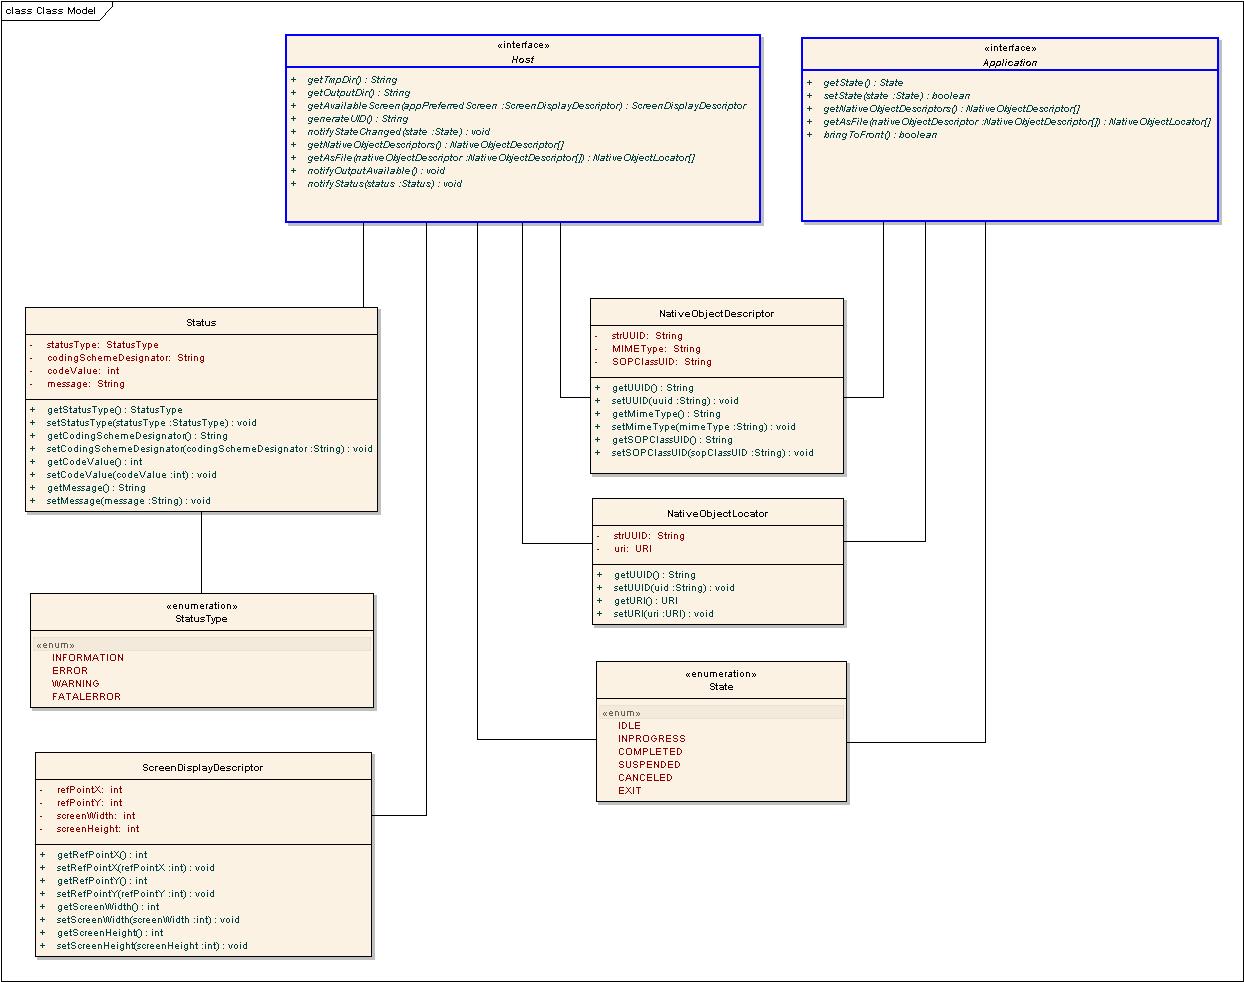 class Class Model
«interface»
Host
+ getTmpDir() : String
+ getOutputDir() : String
+ getAvailableScreen(appPreferredScreen :ScreenDisplayDescriptor) : ScreenDisplayDescriptor
+ generateUID() : String
+ notifyStateChanged(state :State) : void
+ getNativeObjectDescriptors() : NativeObjectDescriptor[]
+ getAsFile(nativeObjectDescriptor :NativeObjectDescriptor[]) : NativeObjectLocator[]
+ notifyOutputAvailable() : void
+ notifyStatus(status :Status) : void
«interface»
Application
+ getState() : State
+ setState(state :State) : boolean
+ getNativeObjectDescriptors() : NativeObjectDescriptor[]
+ getAsFile(nativeObjectDescriptor :NativeObjectDescriptor[]) : NativeObjectLocator[]
+ bringToFront() : boolean
Status
- statusType: StatusType
- codingSchemeDesignator: String
- codeValue: int
- message: String
+ getStatusType() : StatusType
+ setStatusType(statusType :StatusType) : void
+ getCodingSchemeDesignator() : String
+ setCodingSchemeDesignator(codingSchemeDesignator :String) : void
+ getCodeValue() : int
+ setCodeValue(codeValue :int) : void
+ getMessage() : String
+ setMessage(message :String) : void
NativeObjectDescriptor
- strUUID: String
- MIMEType: String
- SOPClassUID: String
+ getUUID() : String
+ setUUID(uuid :String) : void
+ getMimeType() : String
+ setMimeType(mimeType :String) : void
+ getSOPClassUID() : String
+ setSOPClassUID(sopClassUID :String) : void
NativeObjectLocator
- strUUID: String
- uri: URI
+ getUUID() : String
+ setUUID(uid :String) : void
+ getURI() : URI
+ setURI(uri :URI) : void
«enumeration»
StatusType
«enum»
INFORMATION
ERROR
WARNING
FATALERROR
«enumeration»
State
«enum»
IDLE
INPROGRESS
COMPLETED
SUSPENDED
CANCELED
EXIT
ScreenDisplayDescriptor
- refPointX: int
- refPointY: int
- screenWidth: int
- screenHeight: int
+ getRefPointX() : int
+ setRefPointX(refPointX :int) : void
+ getRefPointY() : int
+ setRefPointY(refPointY :int) : void
+ getScreenWidth() : int
+ setScreenWidth(screenWidth :int) : void
+ getScreenHeight() : int
+ setScreenHeight(screenHeight :int) : void